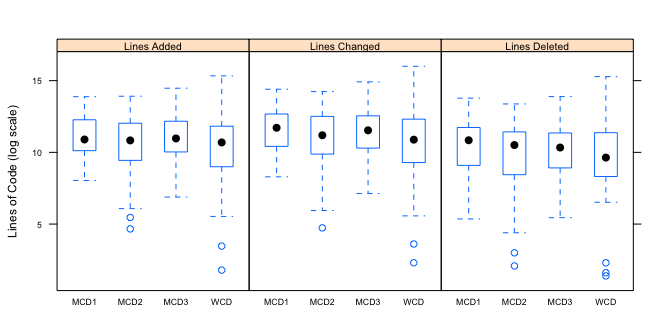 Lines Added Lines Changed Lines Deleted
Lines of Code (log scale)
15
10
5
MCD1 MCD2 MCD3 WCD MCD1 MCD2 MCD3 WCD MCD1 MCD2 MCD3 WCD